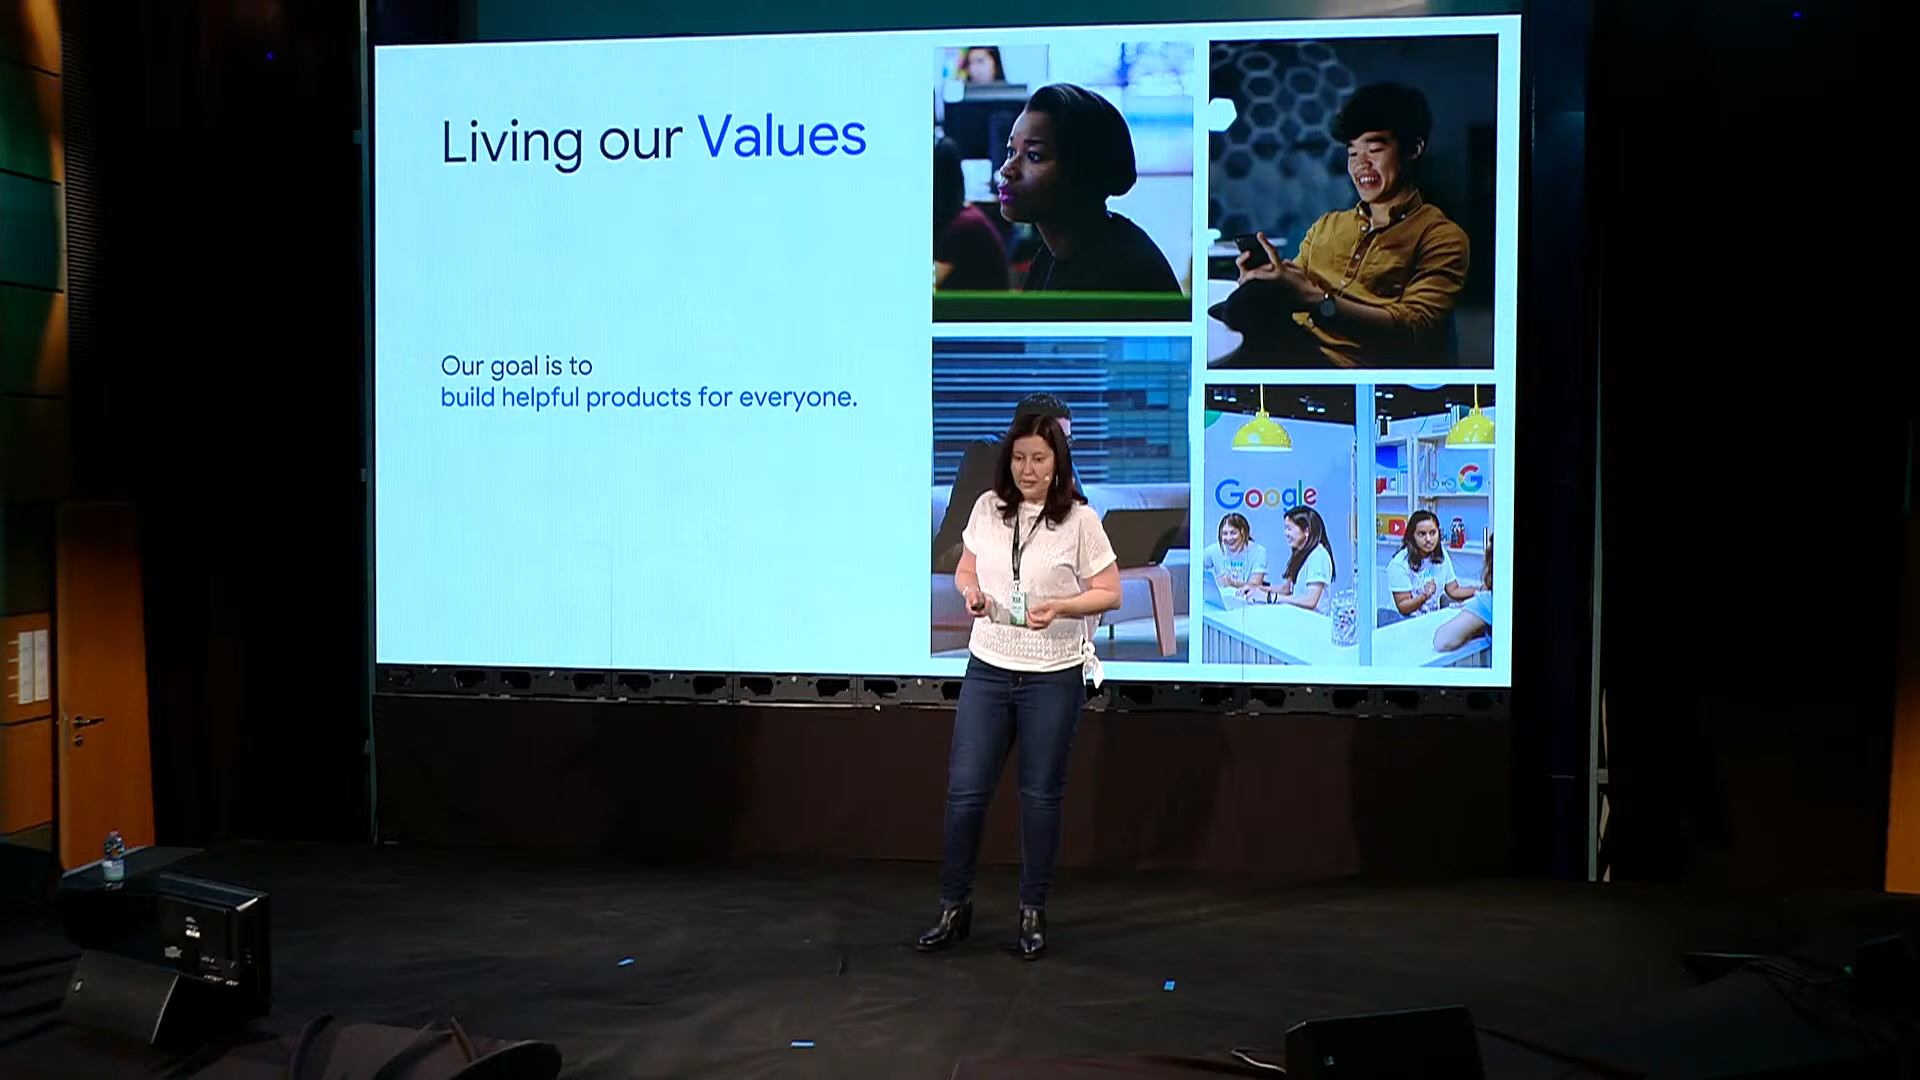 Living our Values
Our goal is to
build helpful products for everyone.
Google
G